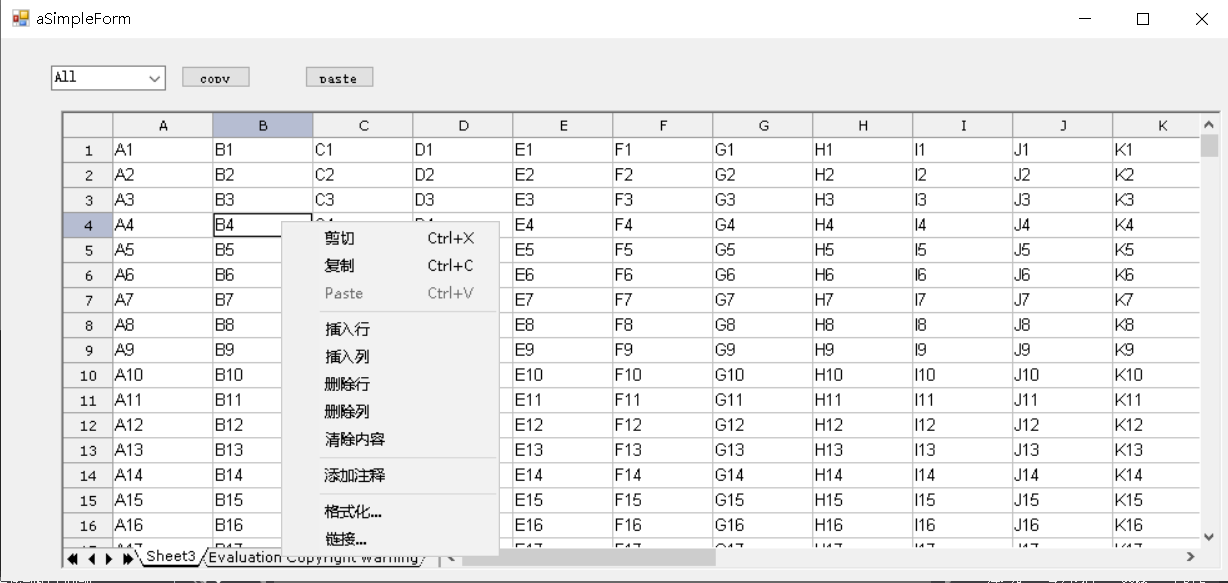 aSimpleForm
All copy paste
A B C D E F G H I J K
1 A1 B1 C1 D1 E1 F1 G1 H1 I1 J1 K1
2 A2 B2 C2 D2 E2 F2 G2 H2 I2 J2 K2
3 A3 B3 C3 D3 E3 F3 G3 H3 I3 J3 K3
4 A4 B4 E4 F4 G4 H4 I4 J4 K4
5 A5 B5 E5 F5 G5 H5 I5 J5 K5
6 A6 B6 E6 F6 G6 H6 I6 J6 K6
7 A7 B7 E7 F7 G7 H7 I7 J7 K7
8 A8 B8 E8 F8 G8 H8 I8 J8 K8
9 A9 B9 E9 F9 G9 H9 I9 J9 K9
10 A10 B10 E10 F10 G10 H10 I10 J10 K10
11 A11 B11 E11 F11 G11 H11 I11 J11 K11
12 A12 B12 E12 F12 G12 H12 I12 J12 K12
13 A13 B13 E13 F13 G13 H13 I13 J13 K13
14 A14 B14 E14 F14 G14 H14 I14 J14 K14
15 A15 B15 E15 F15 G15 H15 I15 J15 K15
16 A16 B16 E16 F16 G16 H16 I16 J16 K16
剪切 Ctrl+X
复制 Ctrl+C
Paste Ctrl+V
插入行
插入列
删除行
删除列
清除内容
添加注释
格式化...
链接...
Sheet3 Evaluation Copyright Warning